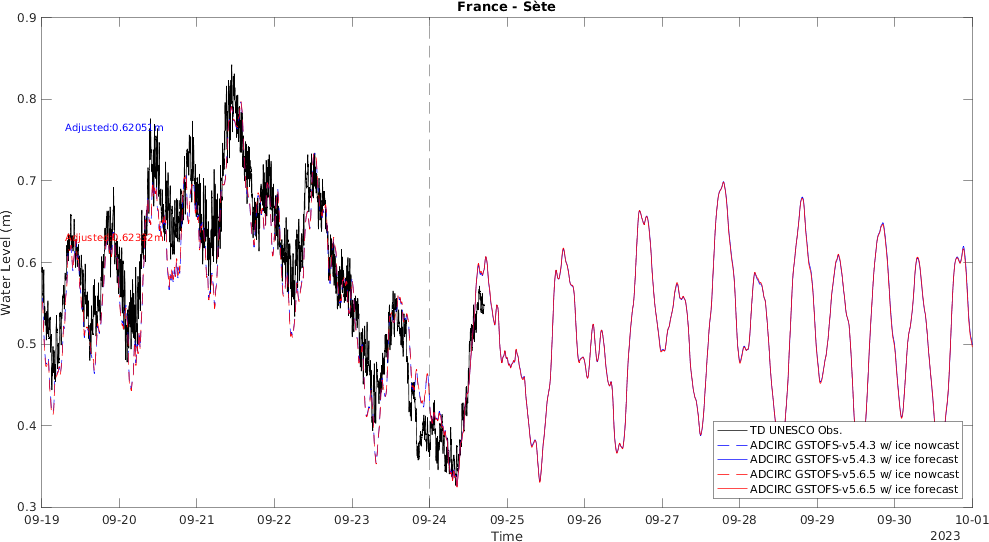 France - Sète
0.9
0.8
0.7
0.6
0.5
0.4
0.3
Water Level (m)
Adjusted:0.62052m
TD UNESCO Obs.
ADCIRC GSTOFS-v5.4.3 w/ ice nowcast
ADCIRC GSTOFS-v5.4.3 w/ ice forecast
ADCIRC GSTOFS-v5.6.5 w/ ice nowcast
ADCIRC GSTOFS-v5.6.5 w/ ice forecast
09-19 09-20 09-21 09-22 09-23 09-24 09-25 09-26 09-27 09-28 09-29 09-30 10-01
Time
2023